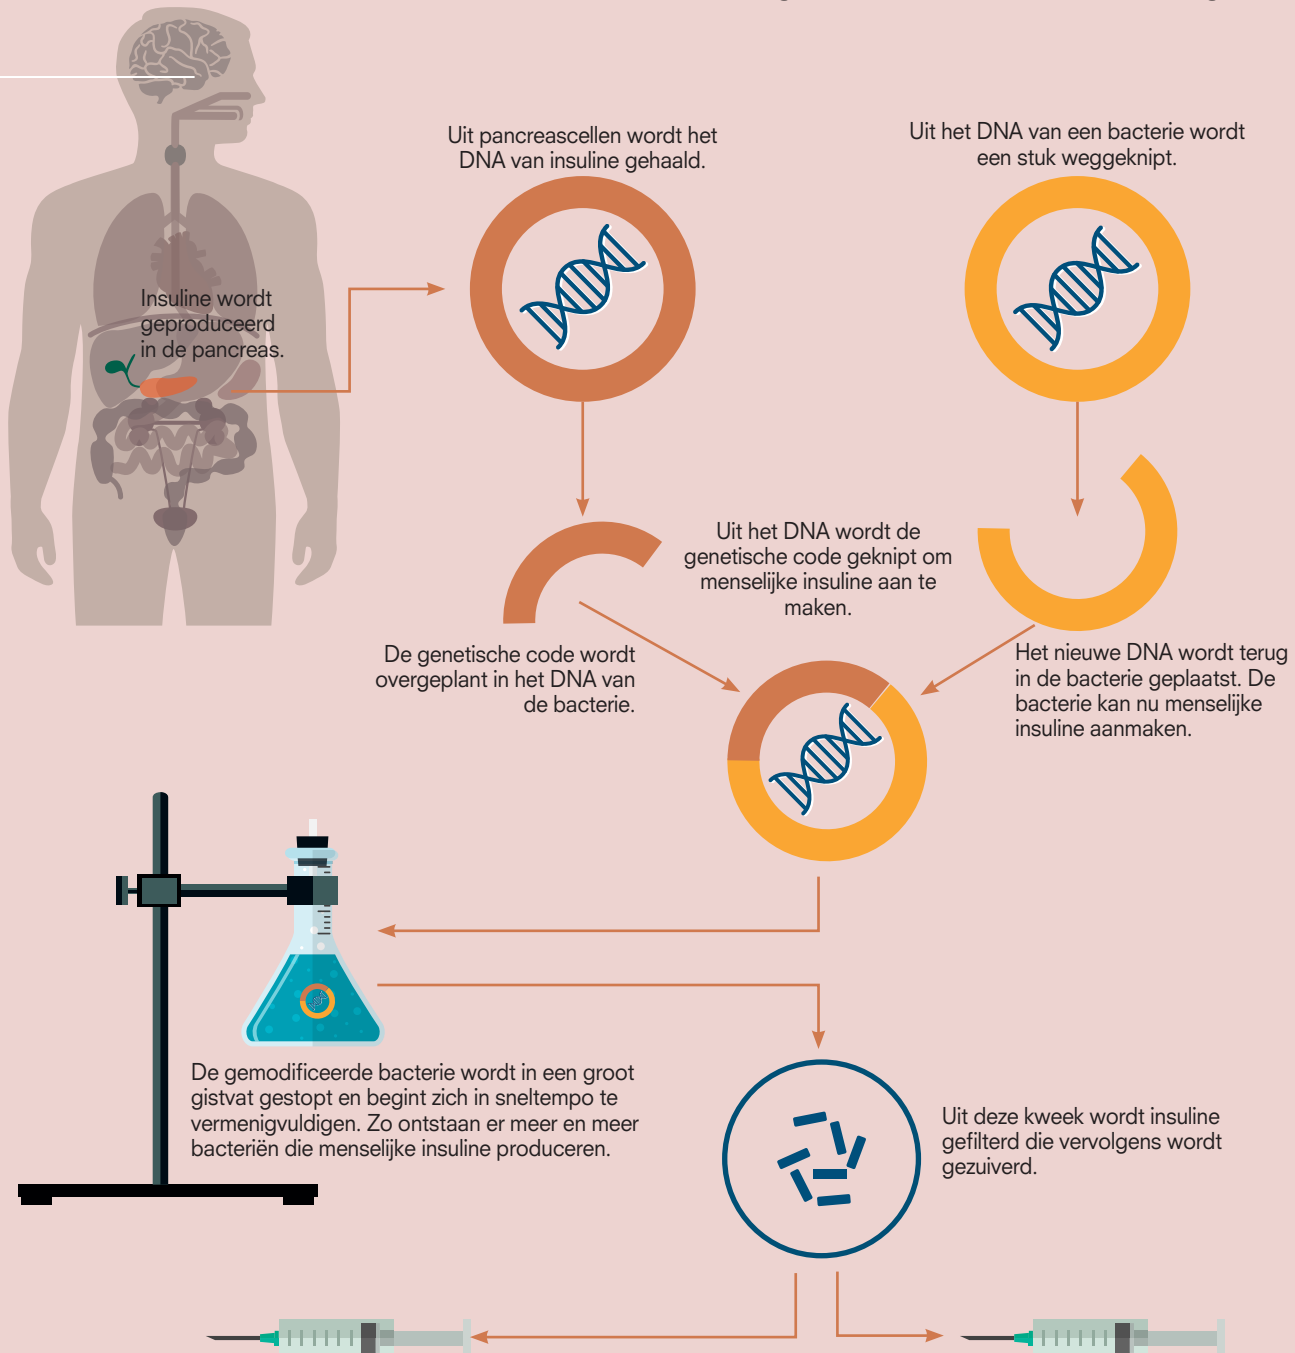 Uit pancreascellen wordt het
DNA van insuline gehaald.
Uit het DNA van een bacterie wordt
een stuk weggeknipt.
Insuline wordt
geproduceerd
in de pancreas.
Uit het DNA wordt de
genetische code geknipt om
menselijke insuline aan te
maken.
De genetische code wordt
overgeplant in het DNA van
de bacterie.
Het nieuwe DNA wordt terug
in de bacterie geplaatst. De
bacterie kan nu menselijke
insuline aanmaken.
De gemodificeerde bacterie wordt in een groot
gistvat gestopt en begint zich in sneltempo te
vermenigvuldigen. Zo ontstaan er meer en meer
bacteriën die menselijke insuline produceren.
Uit deze kweek wordt insuline
gefilterd die vervolgens wordt
gezuiverd.